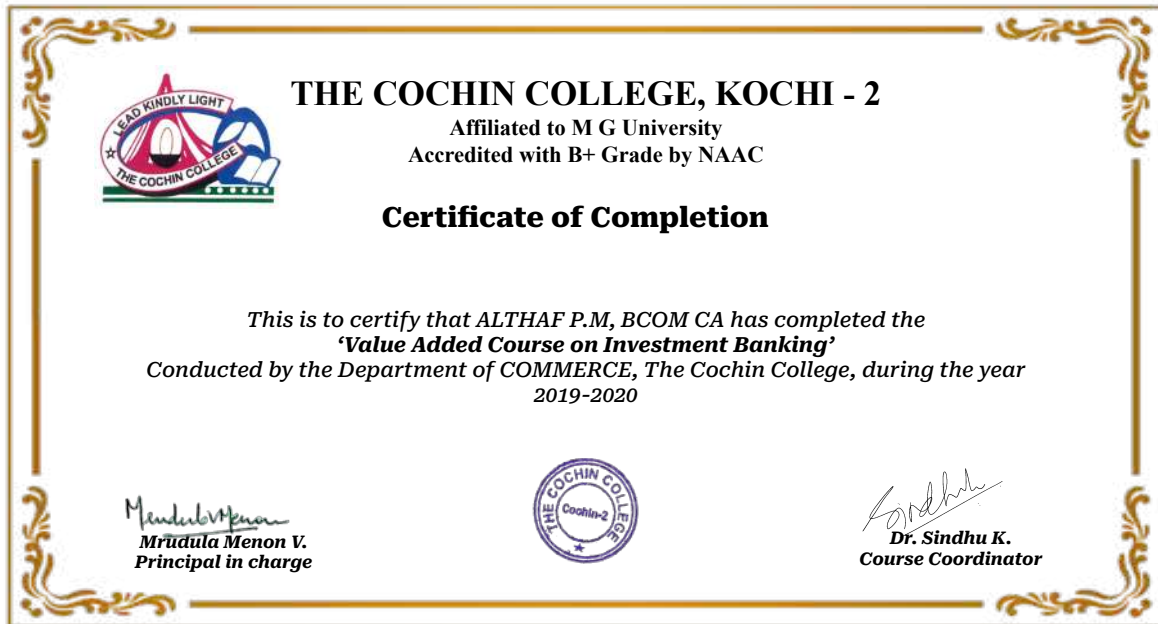 LEAD KINDLY LIGHT
THE COCHIN COLLEGE
THE COCHIN COLLEGE, KOCHI - 2
Affiliated to M G University
Accredited with B+ Grade by NAAC
Certificate of Completion
This is to certify that ALTHAF P.M, BCOM CA has completed the
‘Value Added Course on Investment Banking’
Conducted by the Department of COMMERCE, The Cochin College, during the year
2019-2020
THE COCHIN COLLEGE
Cochin-2
Mrudula Menon V.
Principal in charge
Sindhu
Dr. Sindhu K.
Course Coordinator